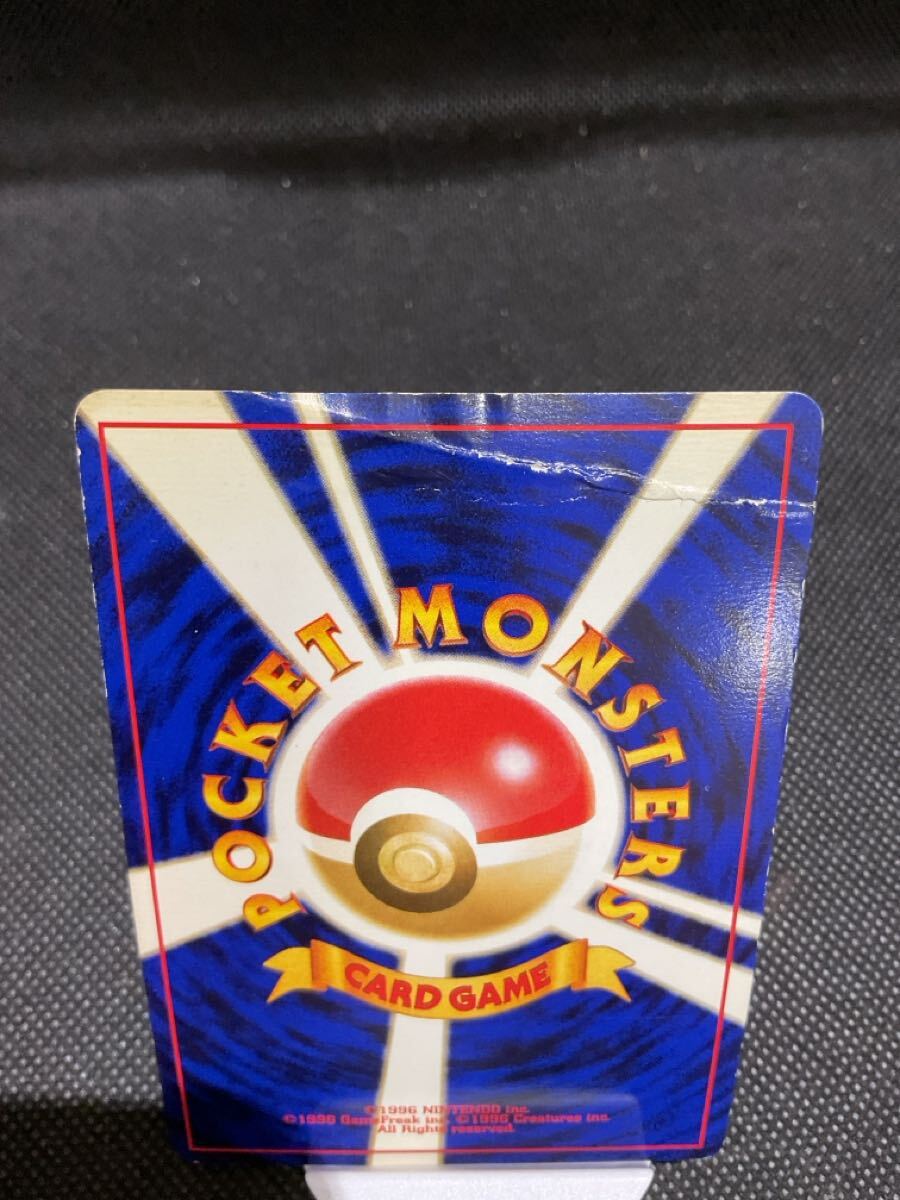 POCKET MONSTERS
CARD GAME
©1996 NINTENDO inc.
©1996 GameFreak inc. ©1996 Creatures inc.
All Rights reserved.